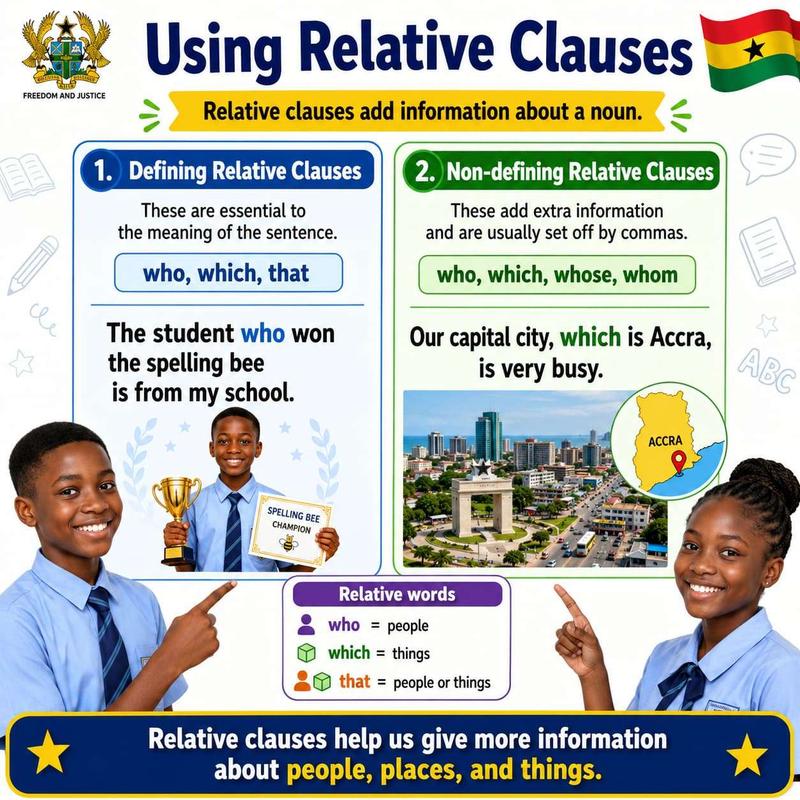 FREEDOM AND JUSTICE
Using Relative Clauses
Relative clauses add information about a noun.
1. Defining Relative Clauses
These are essential to
the meaning of the sentence.
who, which, that
The student who won
the spelling bee
is from my school.
SPELLING BEE
CHAMPION
2. Non-defining Relative Clauses
These add extra information
and are usually set off by commas.
who, which, whose, whom
Our capital city, which is Accra,
is very busy.
ACCRA
ABC
Relative words
who = people
which = things
that = people or things
Relative clauses help us give more information
about people, places, and things.